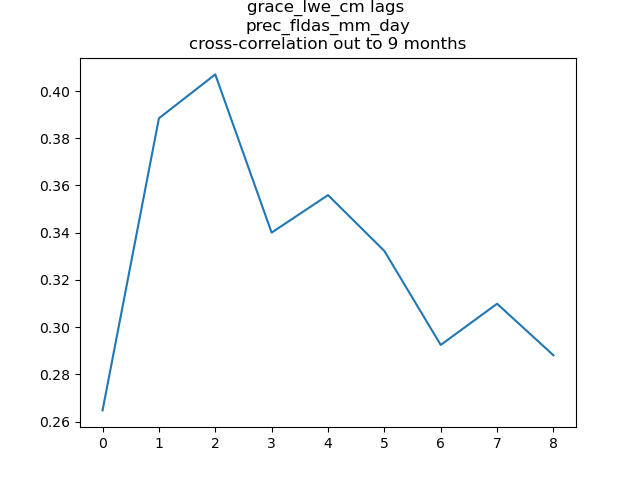 grace_lwe_cm lags
prec_fldas_mm_day
cross-correlation out to 9 months
0.40
0.38
0.36
0.34
0.32
0.30
0.28
0.26
0 1 2 3 4 5 6 7 8